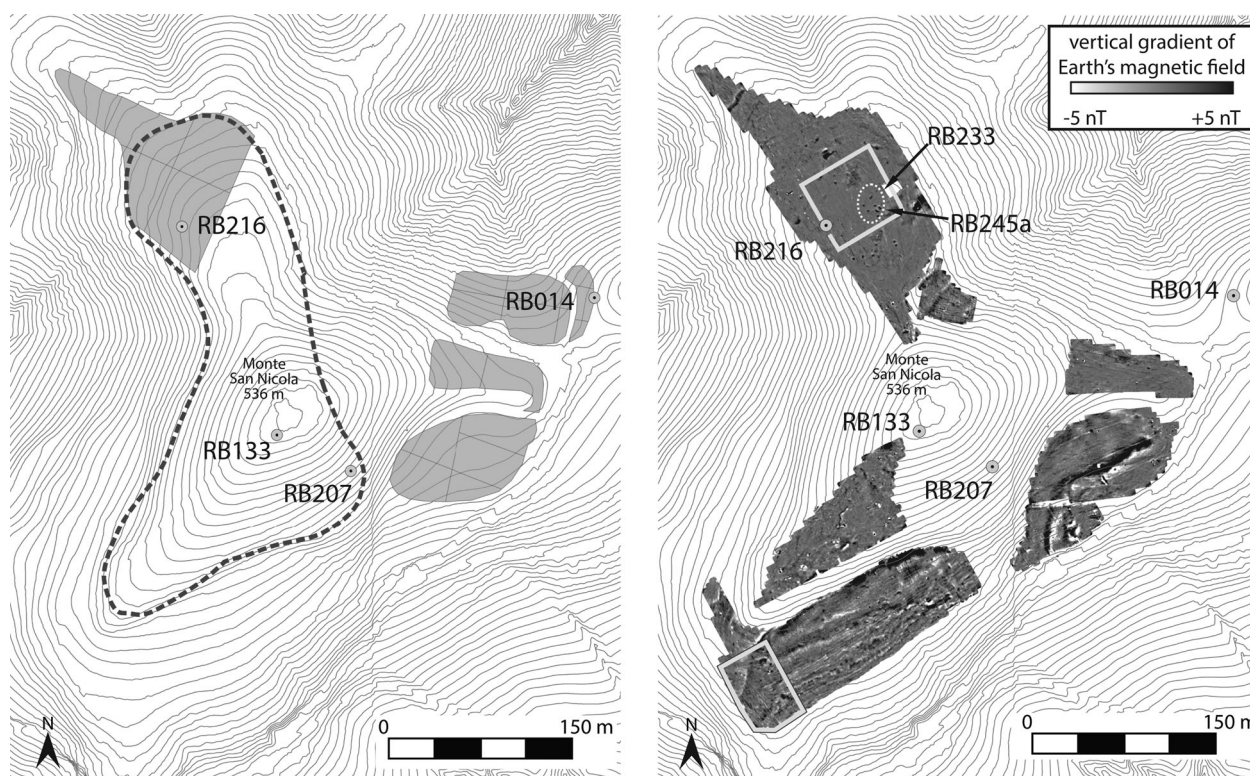 RB216
RB014
Monte
San Nicola
536 m
RB133
RB207
N
0
150 m
vertical gradient of
Earth's magnetic field
-5 nT
+5 nT
RB233
RB245a
RB216
RB014
Monte
San Nicola
536 m
RB133
RB207
N
0
150 m